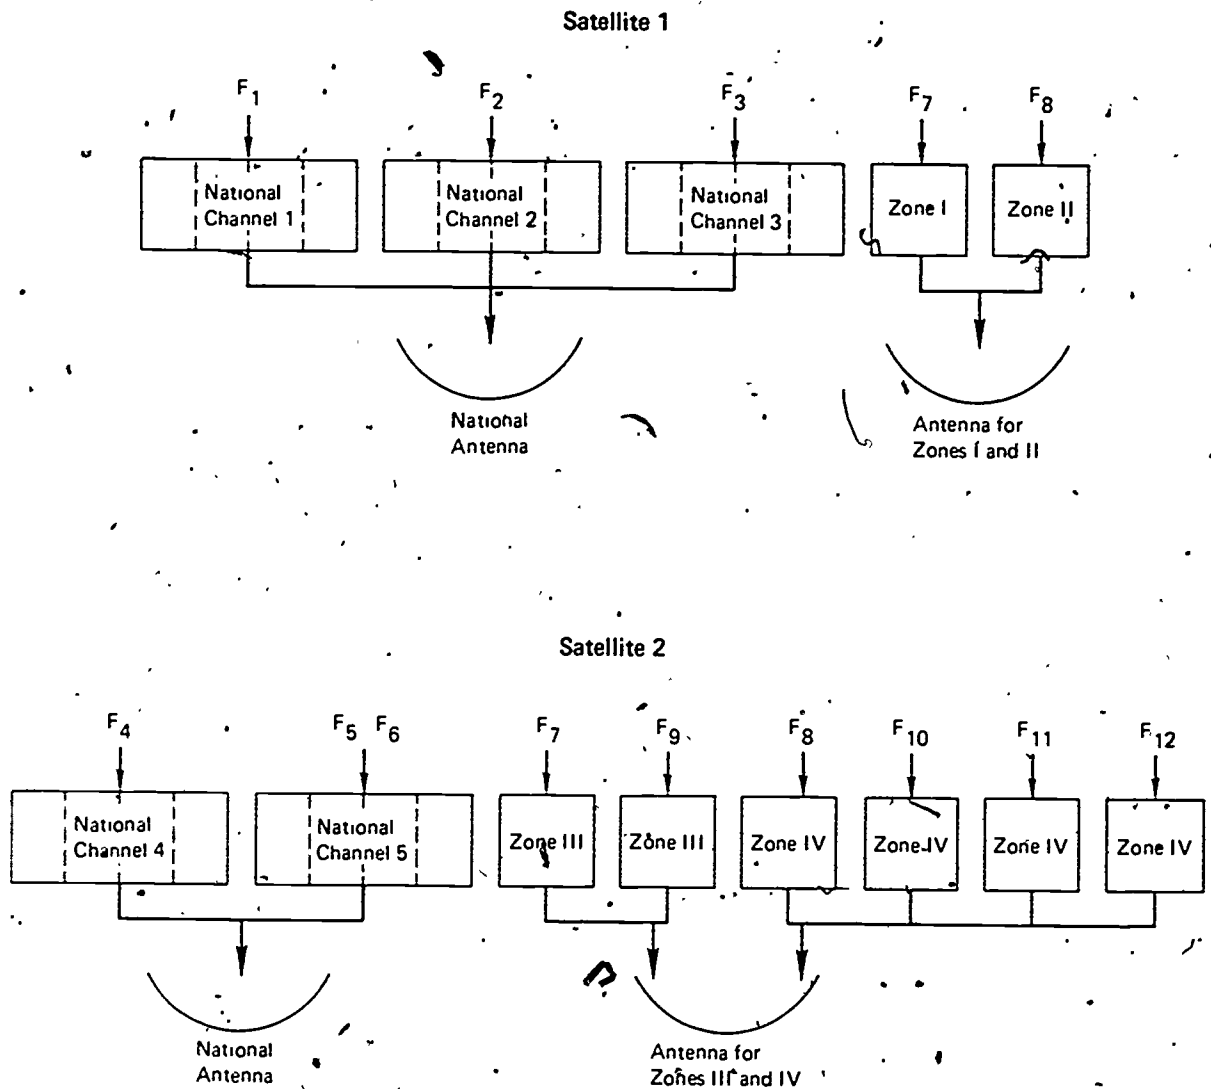 Satellite 1
F1 F2 F3 F7 F8
National Channel 1
National Channel 2
National Channel 3
Zone I
Zone II
National
Antenna
Antenna for
Zones I and II
Satellite 2
F4 F5 F6 F7 F9 F8 F10 F11 F12
National Channel 4
National Channel 5
Zone III
Zone III
Zone IV
Zone IV
Zone IV
Zone IV
National
Antenna
Antenna for
Zones III and IV